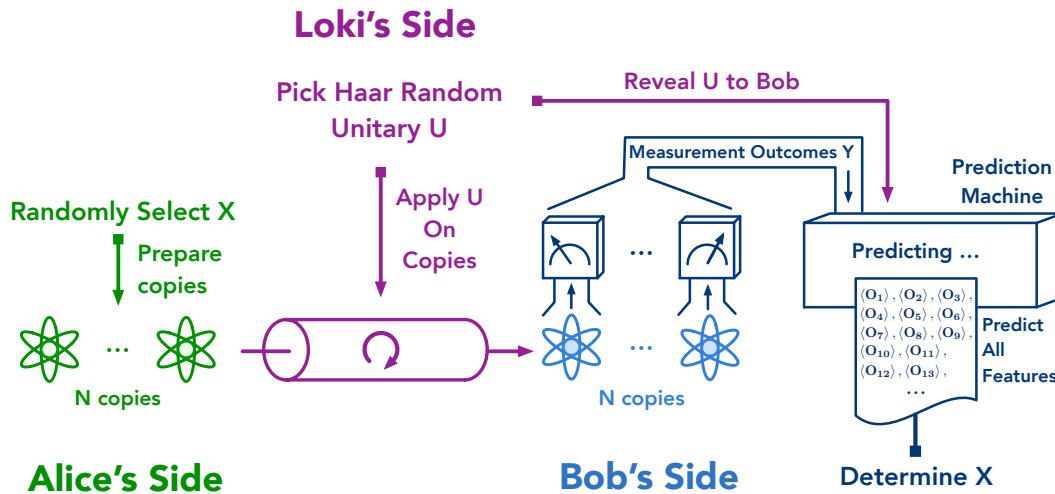 Loki's Side
Pick Haar Random
Unitary U
Reveal U to Bob
Measurement Outcomes Y
Prediction
Machine
Randomly Select X
Prepare
copies
Apply U
On
Copies
...
Predicting ...
⟨O₁⟩, ⟨O₂⟩, ⟨O₃⟩,
⟨O₄⟩, ⟨O₅⟩, ⟨O₆⟩,
⟨O₇⟩, ⟨O₈⟩, ⟨O₉⟩,
⟨O₁₀⟩, ⟨O₁₁⟩,
⟨O₁₂⟩, ⟨O₁₃⟩,
...
Predict
All
Features
...
...
N copies
N copies
Alice's Side
Bob's Side
Determine X